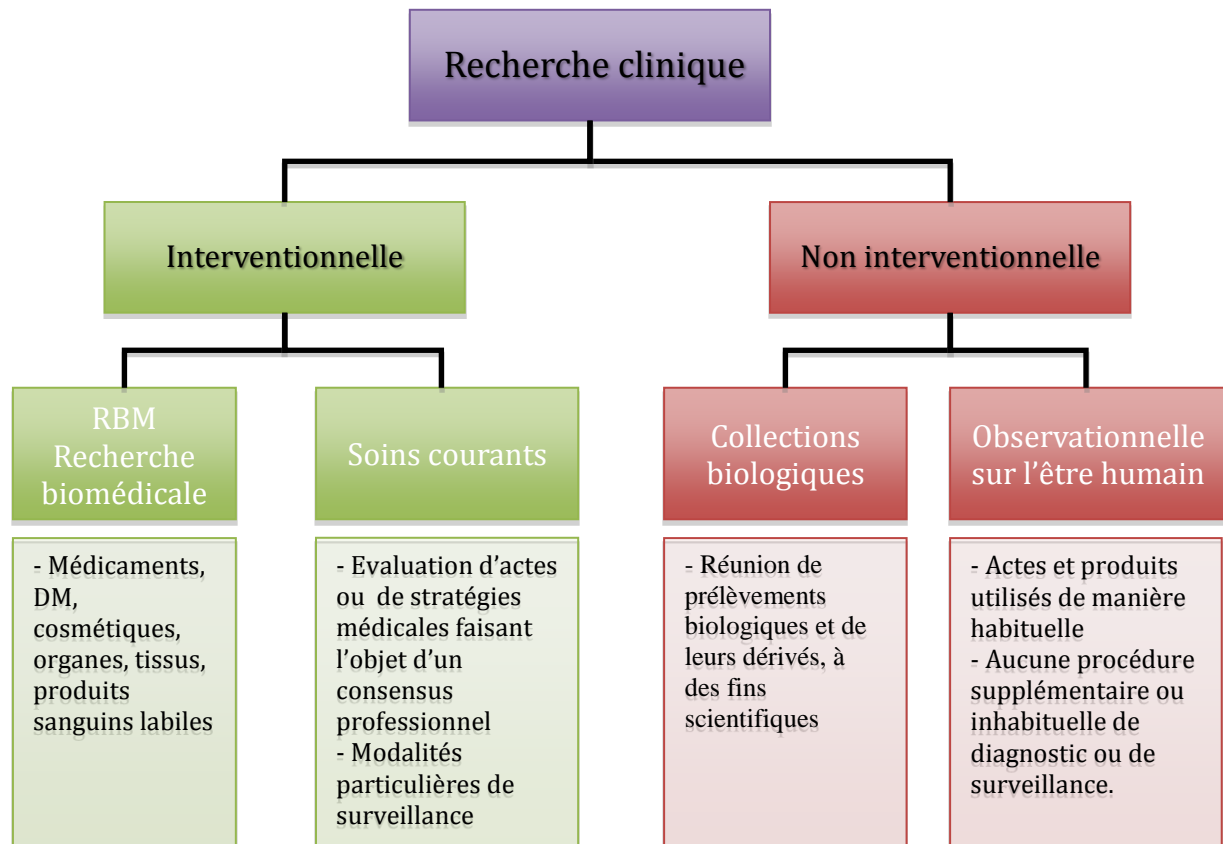 Recherche clinique
Interventionnelle
Non interventionnelle
RBM
Recherche
biomédicale
Soins courants
Collections
biologiques
Observationnelle
sur l'être humain
- Médicaments,
DM,
cosmétiques,
organes, tissus,
produits
sanguins labiles
- Evaluation d'actes
ou de stratégies
médicales faisant
l'objet d'un
consensus
professionnel
- Modalités
particulières de
surveillance
- Réunion de
prélèvements
biologiques et de
leurs dérivés, à
des fins
scientifiques
- Actes et produits
utilisés de manière
habituelle
- Aucune procédure
supplémentaire ou
inhabituelle de
diagnostic ou de
surveillance.